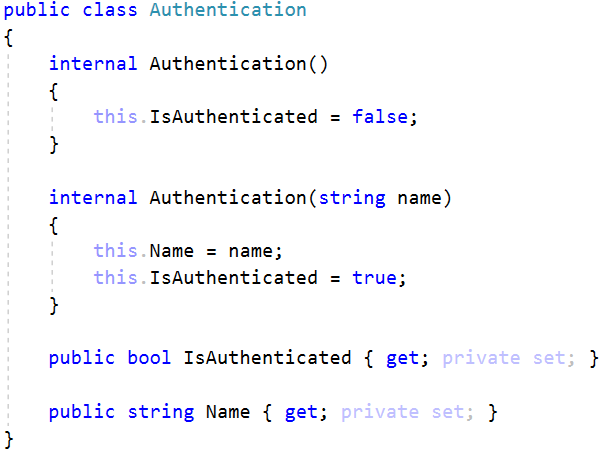 public class Authentication
{
    internal Authentication()
    {
        this.IsAuthenticated = false;
    }

    internal Authentication(string name)
    {
        this.Name = name;
        this.IsAuthenticated = true;
    }

    public bool IsAuthenticated { get; private set; }

    public string Name { get; private set; }
}